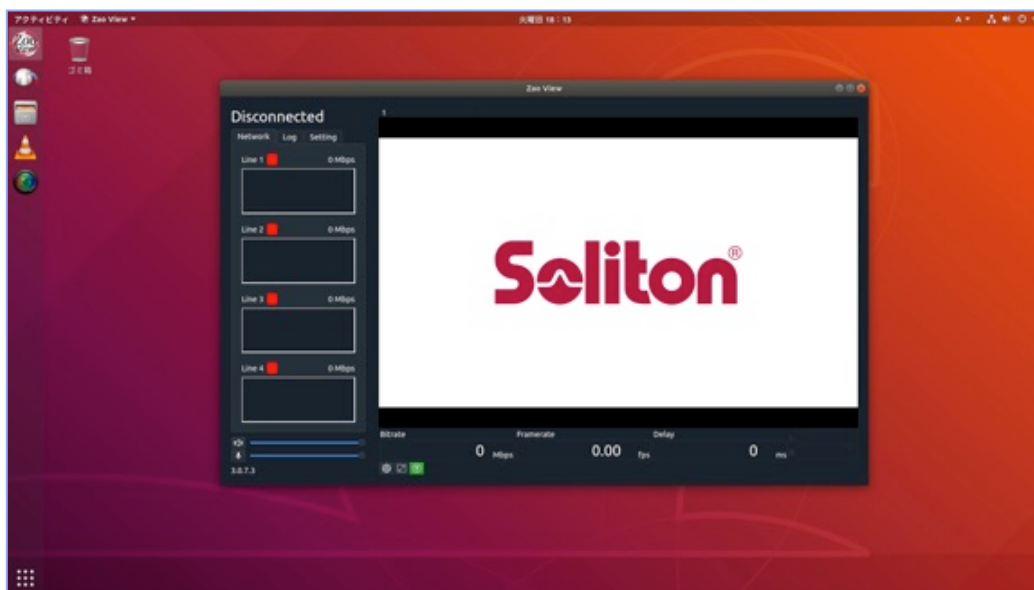 アクティビティ Zao View
火曜日 18:13
A
ゴミ箱
Zao View
Disconnected
1
Network Log Setting
Line 1 0 Mbps
Line 2 0 Mbps
Line 3 0 Mbps
Line 4 0 Mbps
Soliton®
Bitrate Framerate Delay
0 Mbps 0.00 fps 0 ms
3.0.7.3